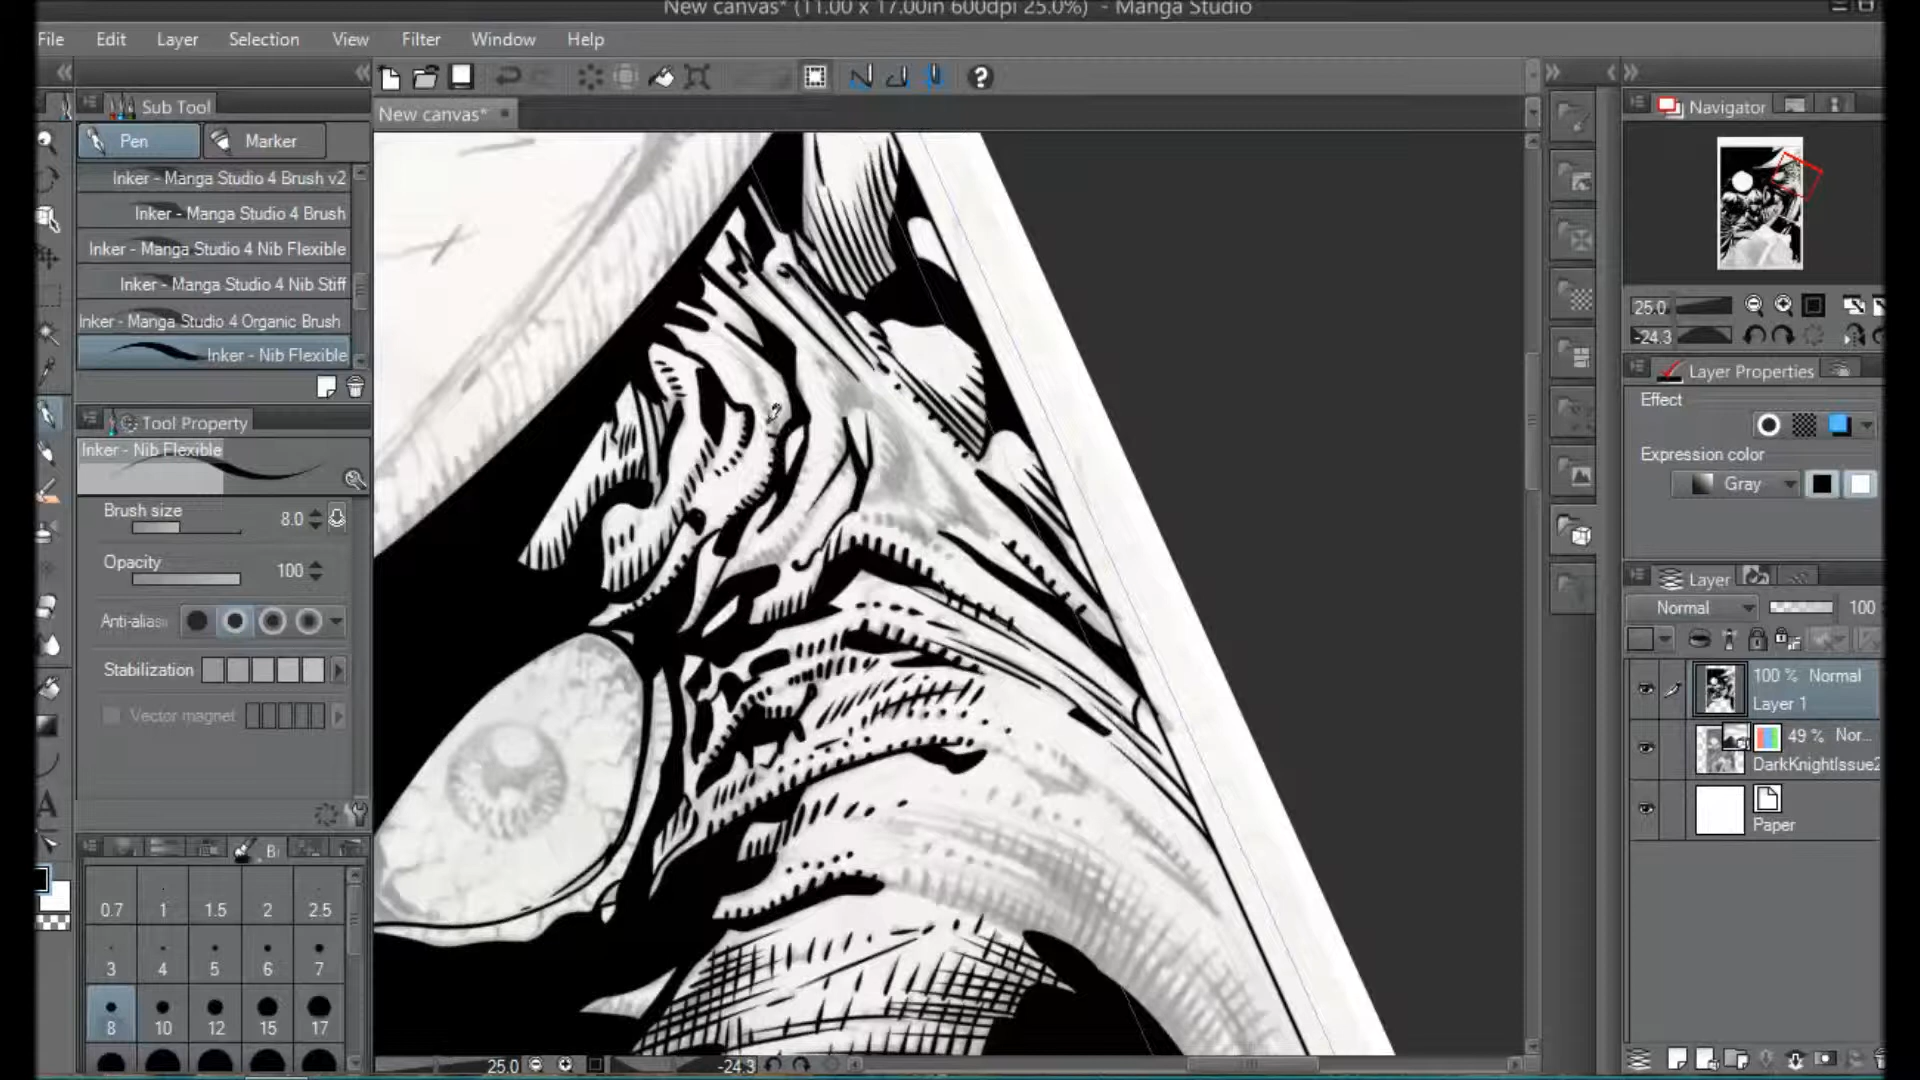 New canvas* (11.00 x 17.00in 600dpi 25.0%) - Manga Studio
File Edit Layer Selection View Filter Window Help
Sub Tool
Pen Marker
Inker - Manga Studio 4 Brush v2
Inker - Manga Studio 4 Brush
Inker - Manga Studio 4 Nib Flexible
Inker - Manga Studio 4 Nib Stiff
Inker - Manga Studio 4 Organic Brush
Inker - Nib Flexible
Tool Property
Inker - Nib Flexible
Brush size 8.0
Opacity 100
Anti-alias
Stabilization
Vector magnet
Br
0.7 1 1.5 2 2.5
3 4 5 6 7
8 10 12 15 17
New canvas*
25.0 -24.3
Navigator
25.0
-24.3
Layer Properties
Effect
Expression color
Gray
Layer
Normal 100
100 % Normal
Layer 1
49 % Nor...
DarkKnightIssue2
Paper